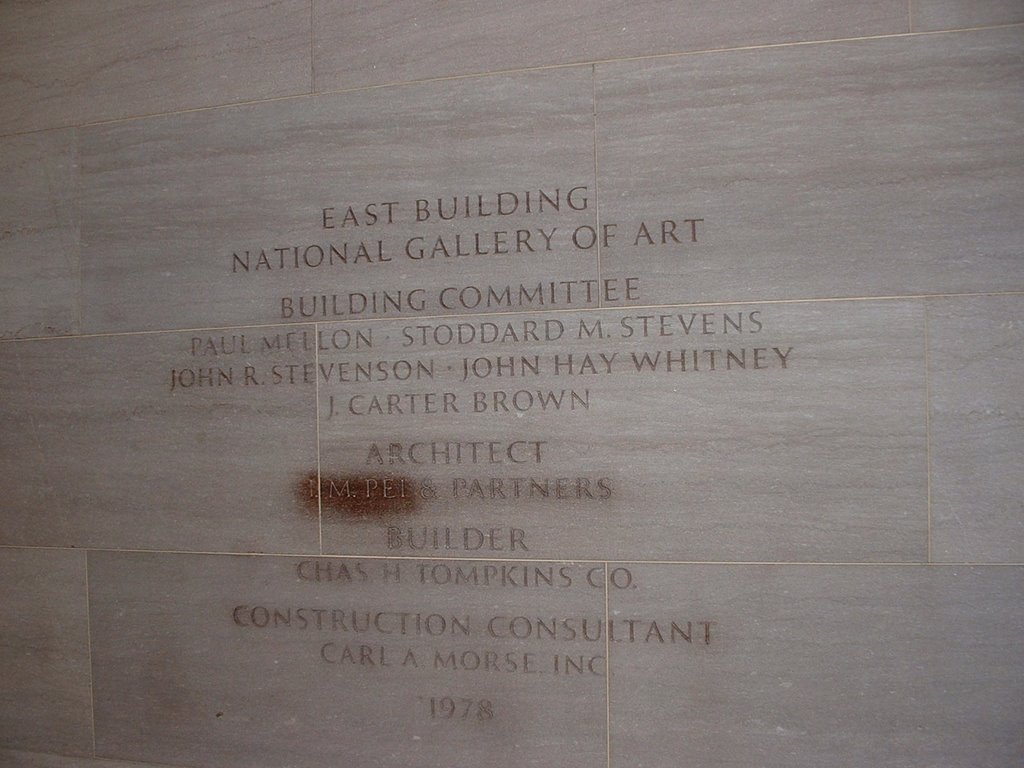 EAST BUILDING
NATIONAL GALLERY OF ART
BUILDING COMMITTEE
PAUL MELLON · STODDARD M. STEVENS
JOHN R. STEVENSON · JOHN HAY WHITNEY
J. CARTER BROWN
ARCHITECT
I. M. PEI & PARTNERS
BUILDER
CHAS. H. TOMPKINS CO.
CONSTRUCTION CONSULTANT
CARL A. MORSE, INC.
1978